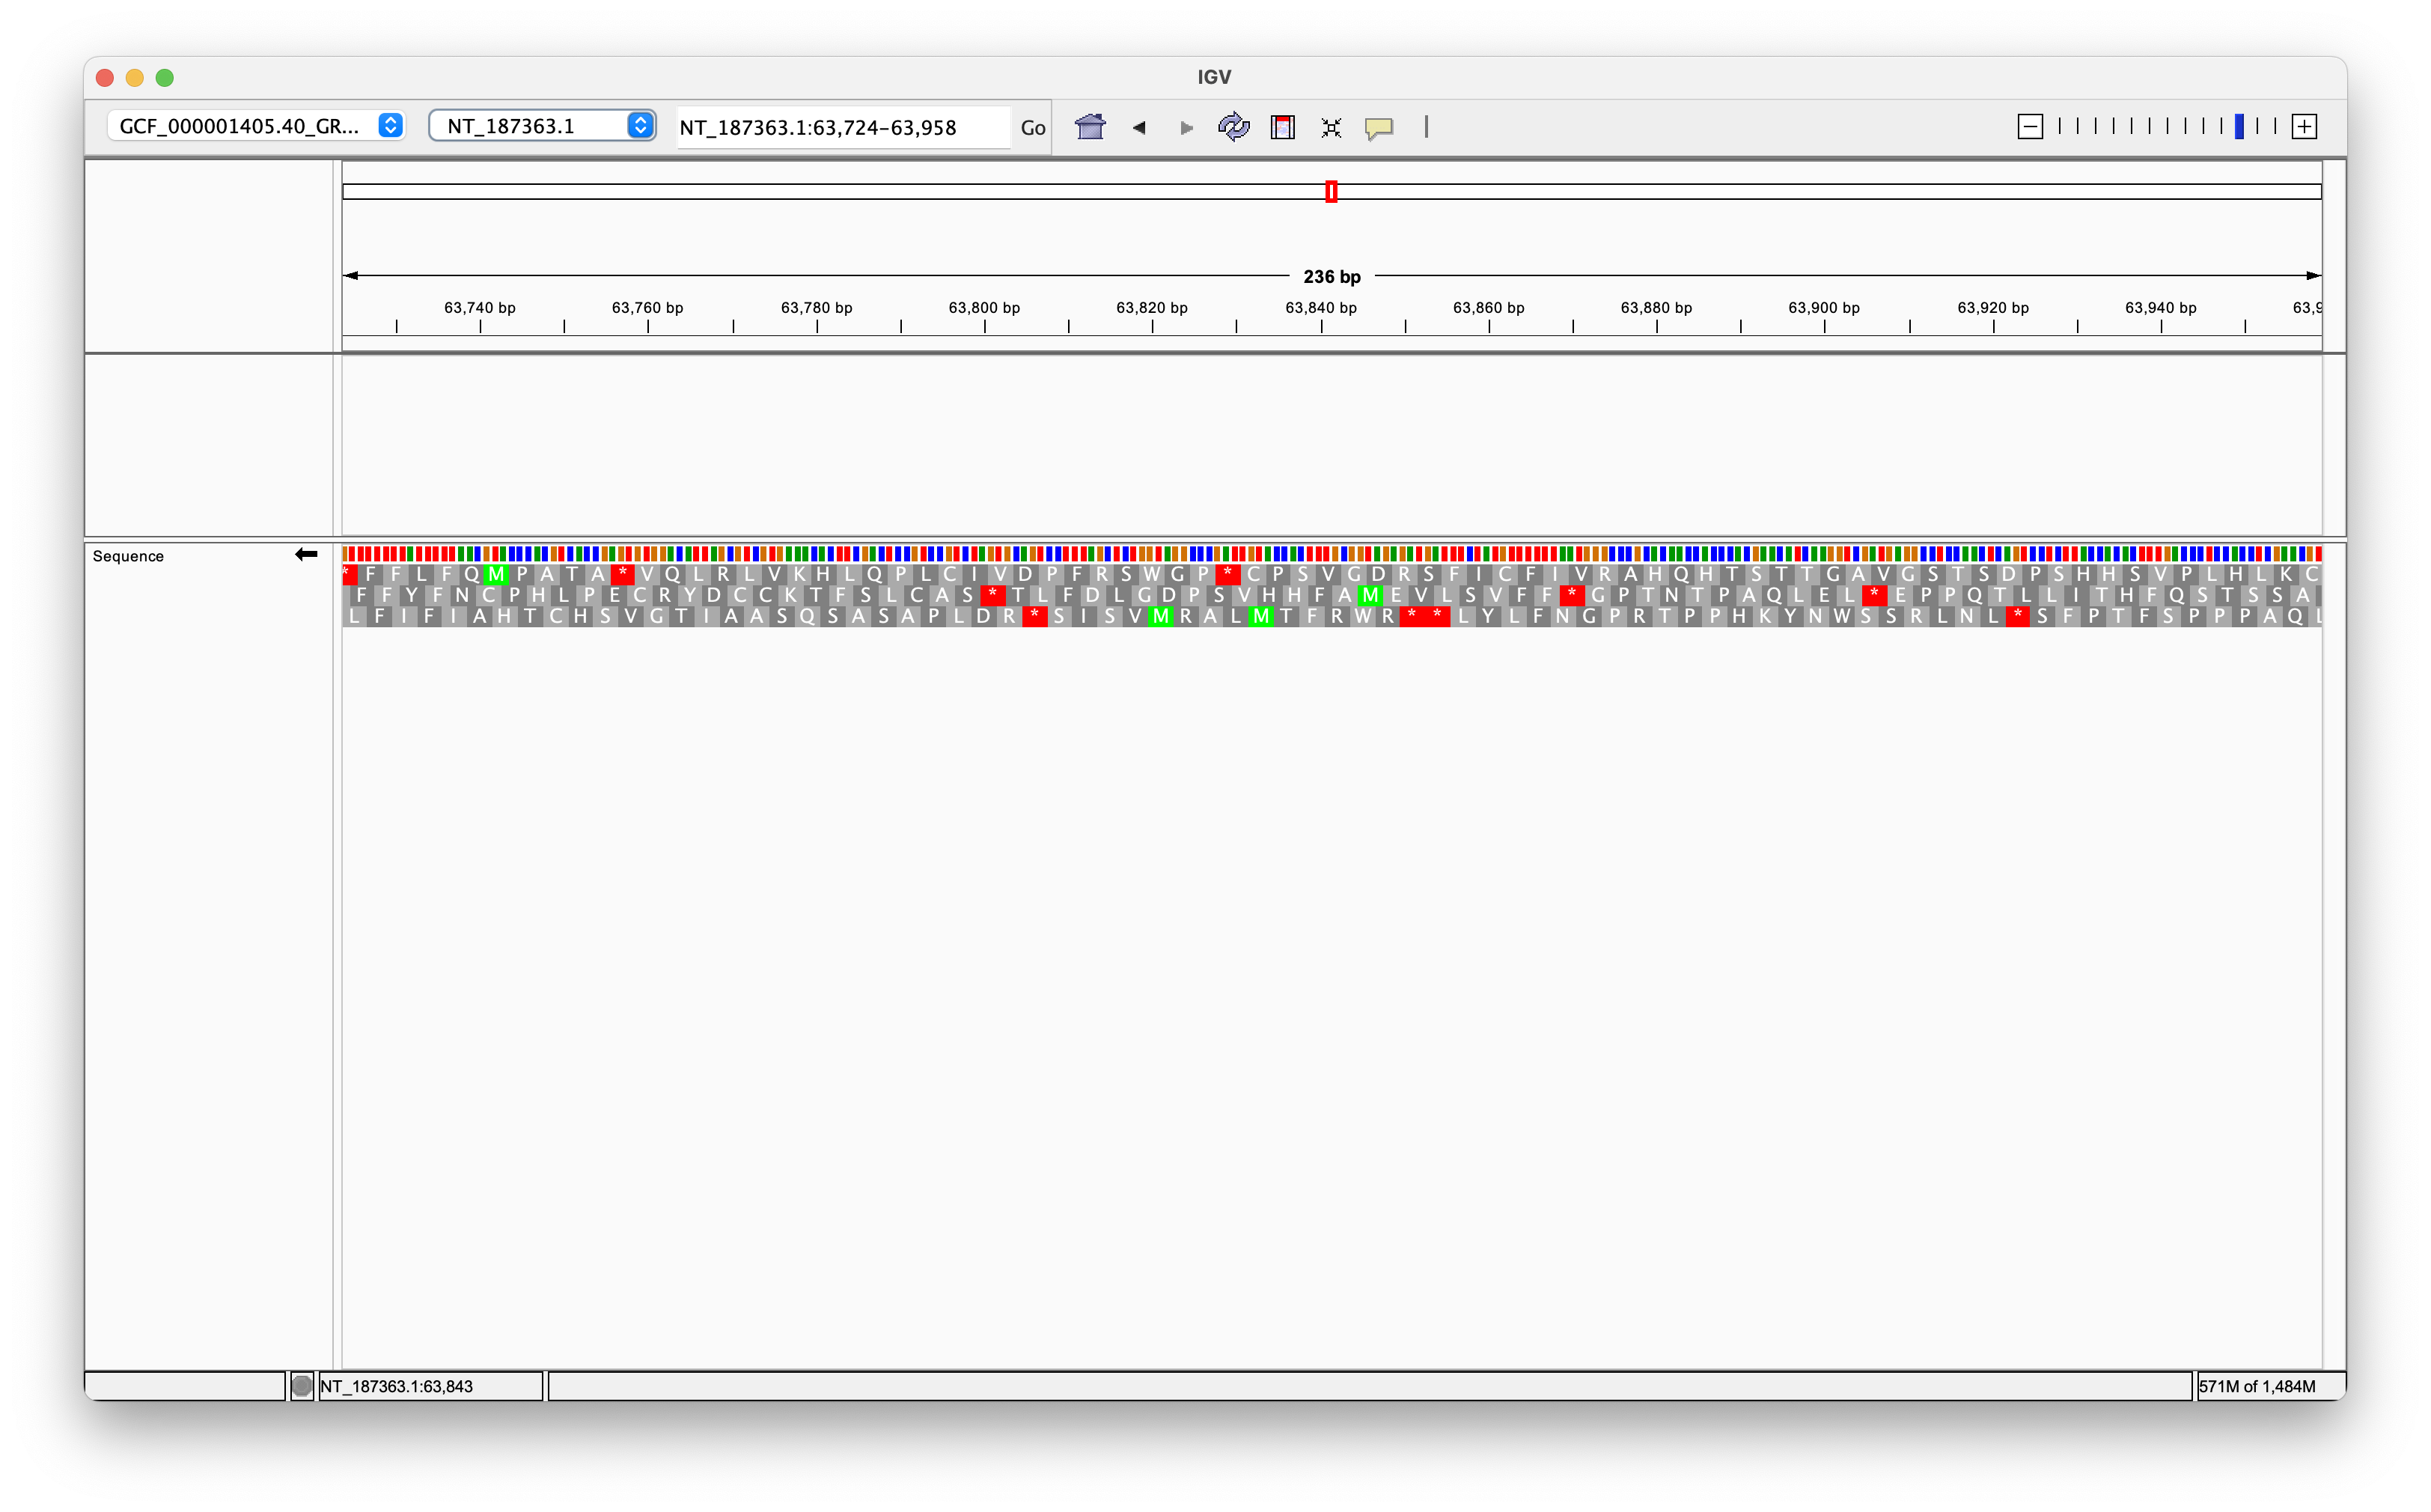 IGV
GCF_000001405.40_GR... NT_187363.1 NT_187363.1:63,724-63,958 Go
236 bp
63,740 bp 63,760 bp 63,780 bp 63,800 bp 63,820 bp 63,840 bp 63,860 bp 63,880 bp 63,900 bp 63,920 bp 63,940 bp 63,9
Sequence
* F F L F Q M P A T A * V Q L R L V K H L Q P L C I V D P F R S W G P * C P S V G D R S F I C F I V R A H Q H T S T T G A V G S T S D P S H H S V P L H L K C
F F Y F N C P H L P E C R Y D C C K T F S L C A S * T L F D L G D P S V H H F A M E V L S V F F * G P T N T P A Q L E L * E P P Q T L L I T H F Q S T S S A
L F I F I A H T C H S V G T I A A S Q S A S A P L D R * S I S V M R A L M T F R W R * * L Y L F N G P R T P P H K Y N W S S R L N L * S F P T F S P P P A Q L
NT_187363.1:63,843 571M of 1,484M